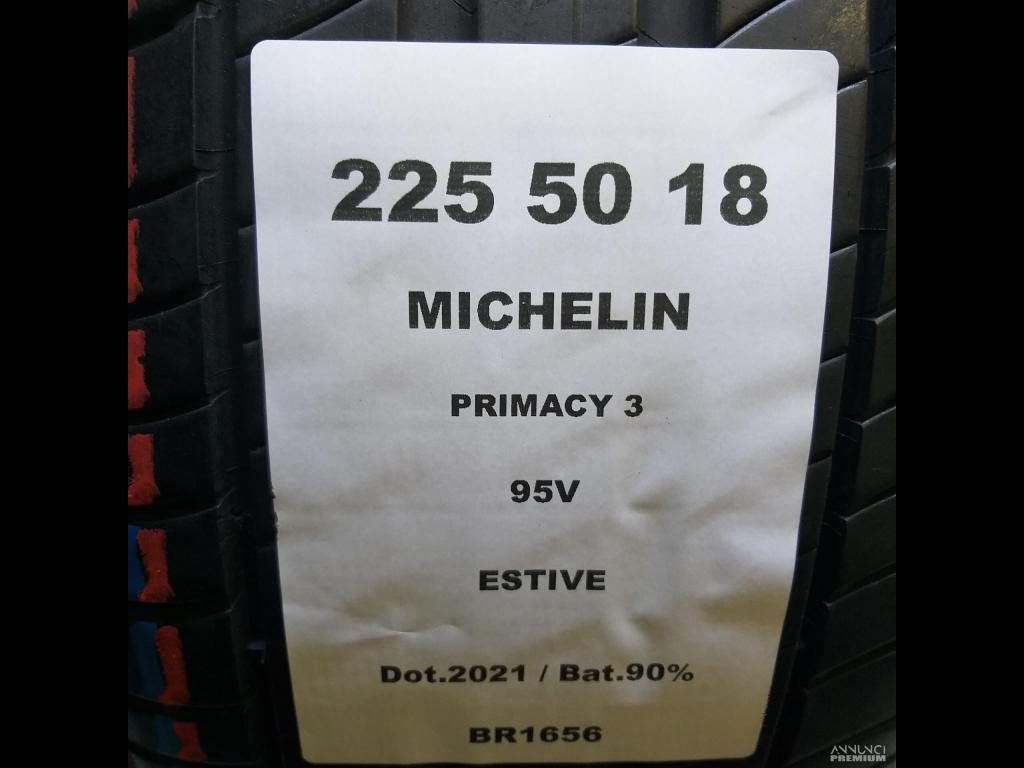 225 50 18
MICHELIN
PRIMACY 3
95V
ESTIVE
Dot.2021 / Bat.90%
BR1656
ANNUNCI
PREMIUM